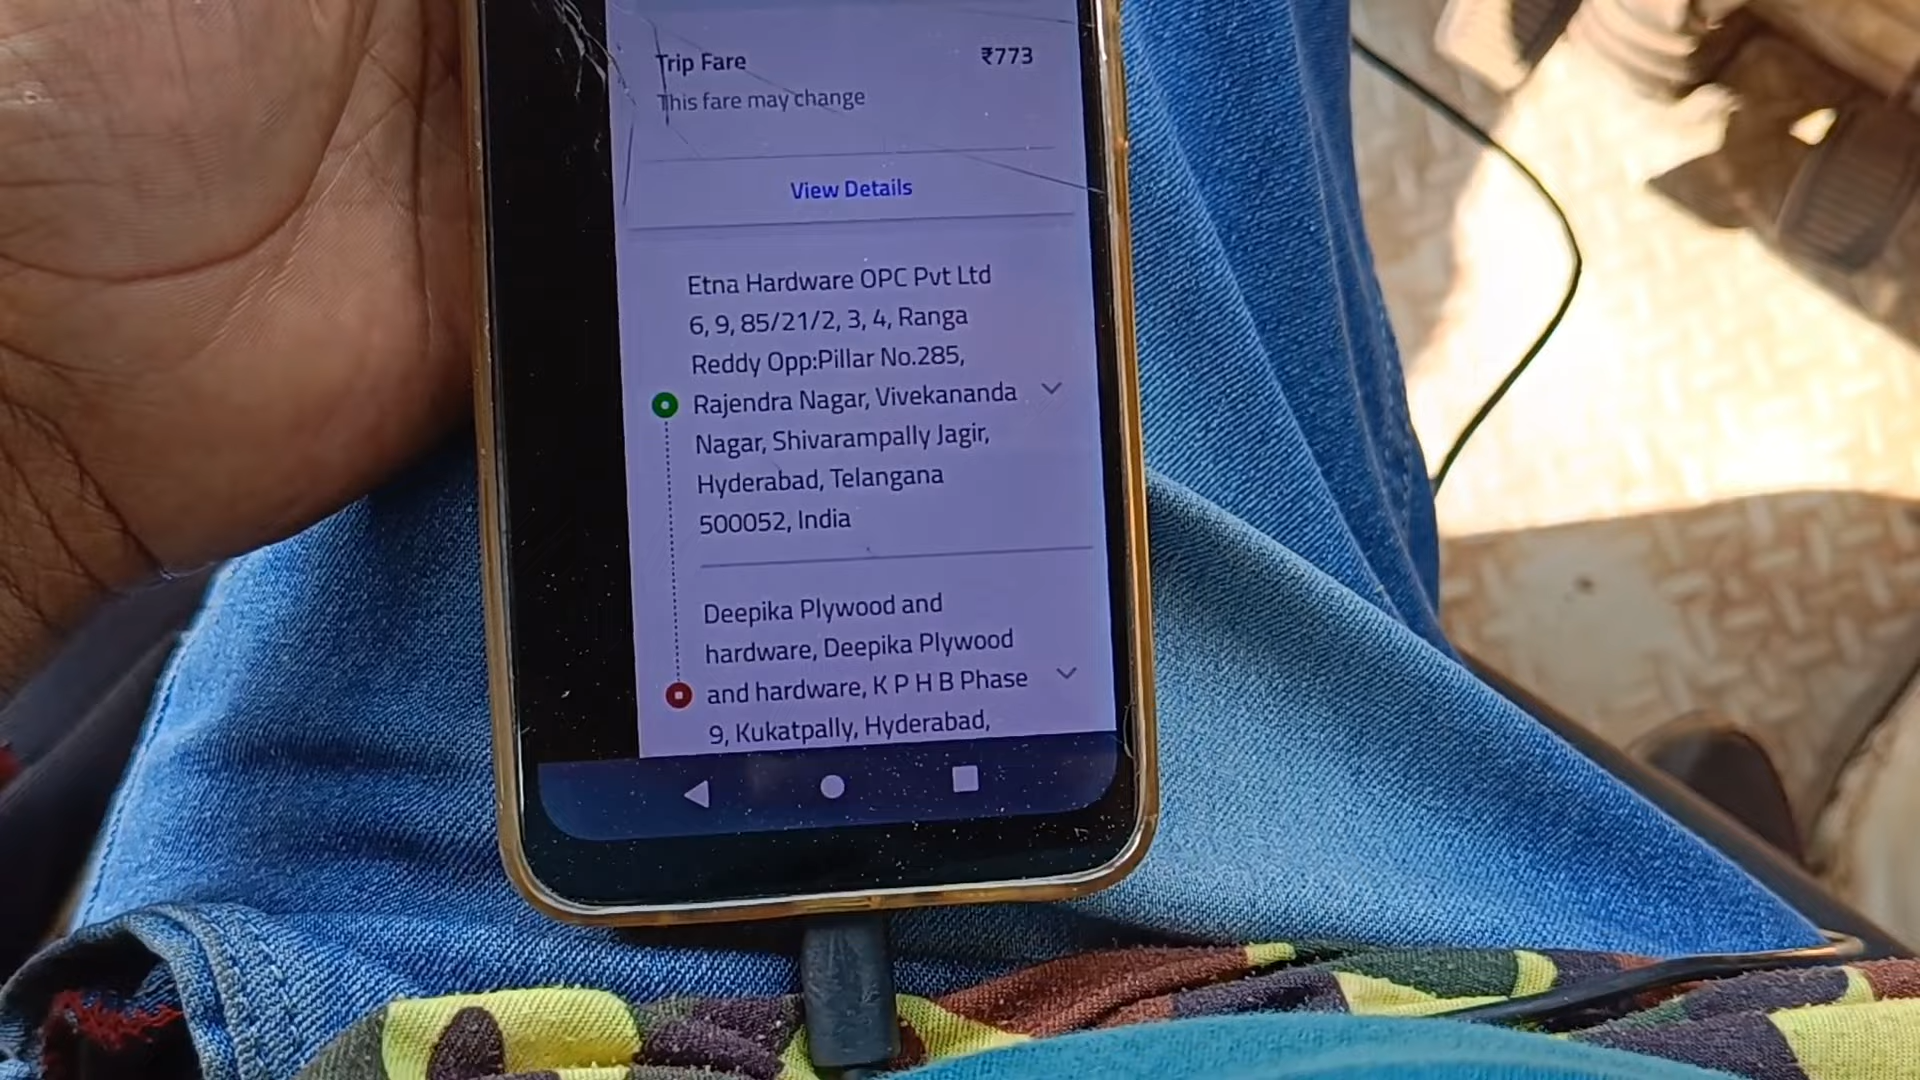 Trip Fare ₹773
This fare may change
View Details
Etna Hardware OPC Pvt Ltd
6, 9, 85/21/2, 3, 4, Ranga
Reddy Opp:Pillar No.285,
Rajendra Nagar, Vivekananda
Nagar, Shivarampally Jagir,
Hyderabad, Telangana
500052, India
Deepika Plywood and
hardware, Deepika Plywood
and hardware, K P H B Phase
9, Kukatpally, Hyderabad,